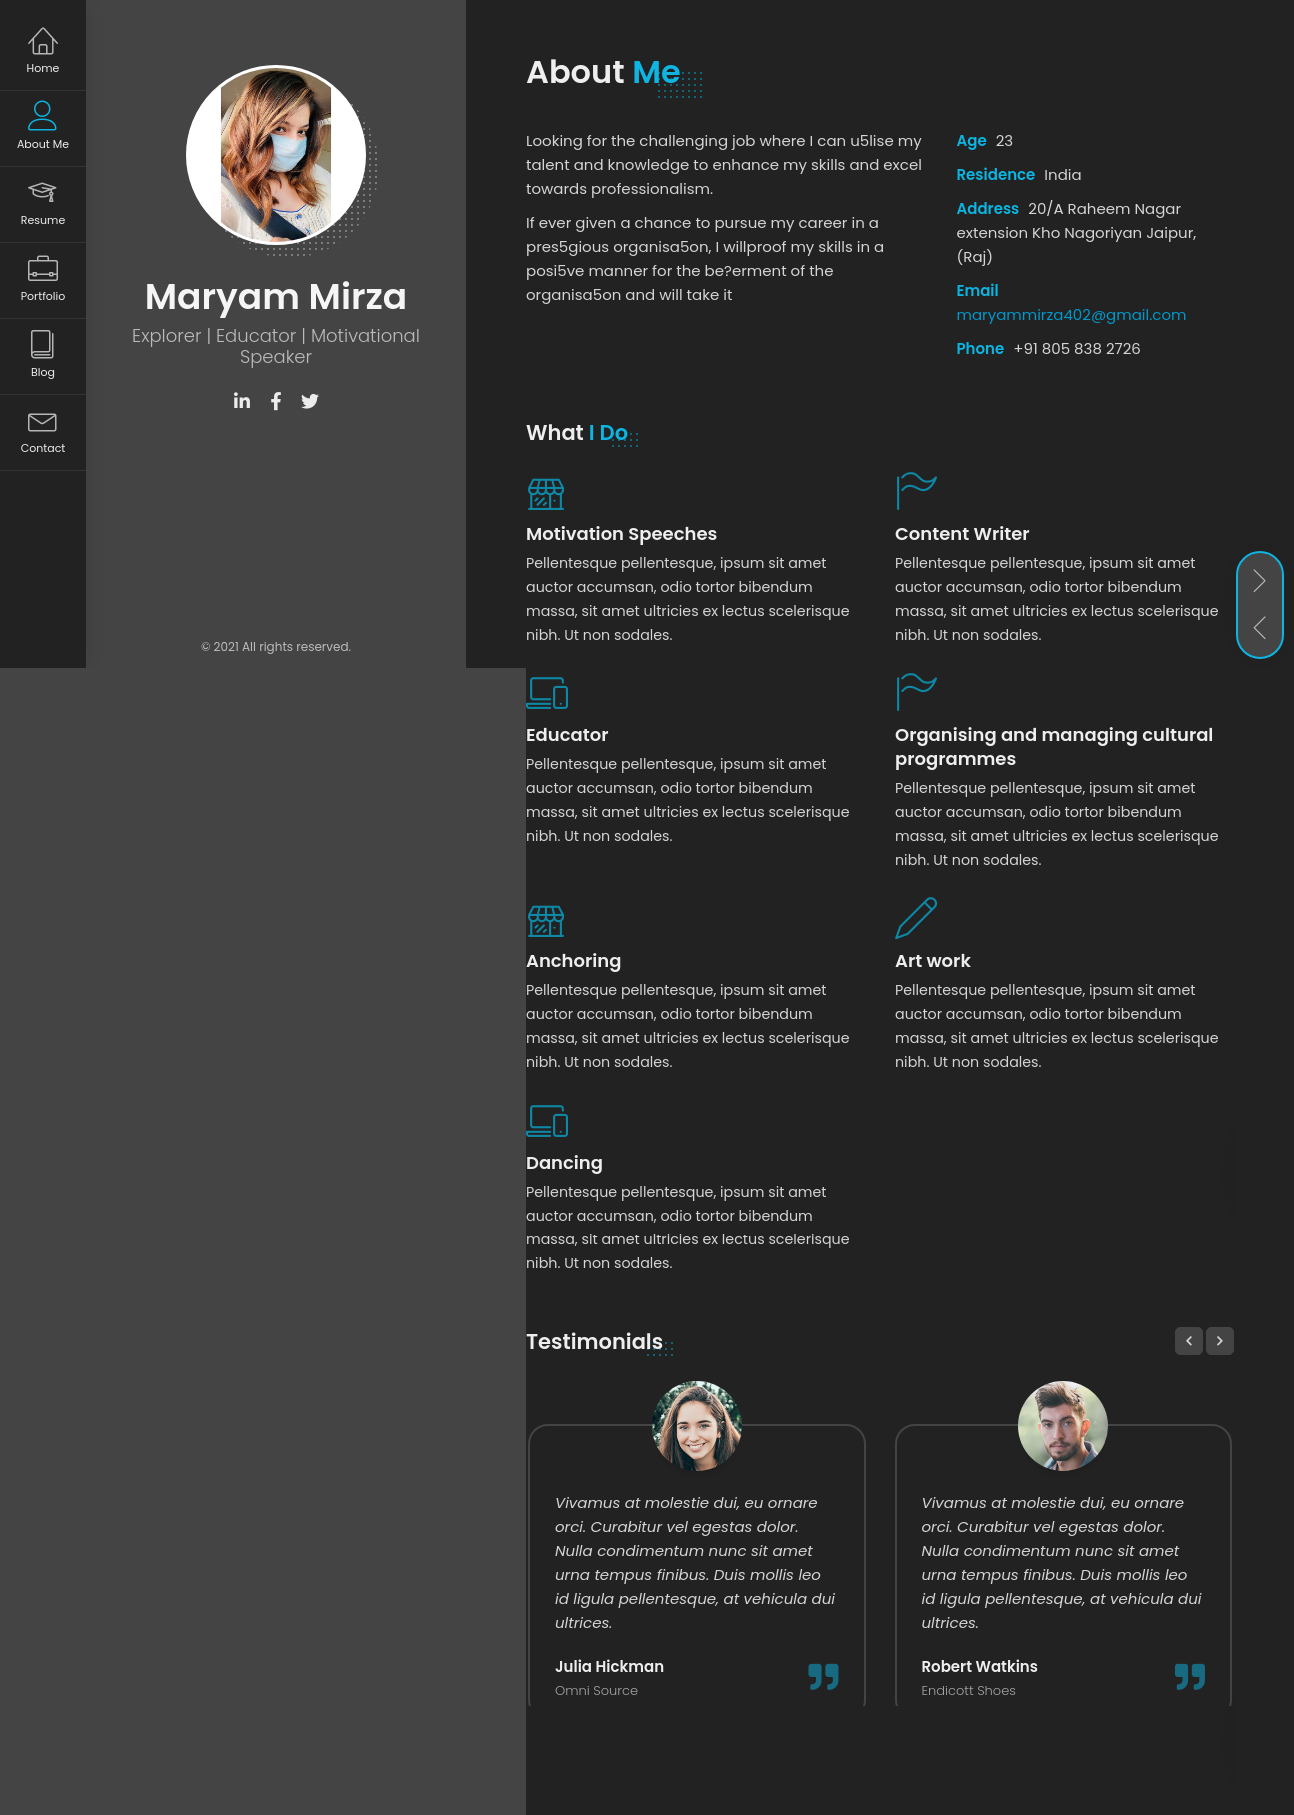 Home
About Me
Resume
Portfolio
Blog
Contact
Maryam Mirza
Explorer | Educator | Motivational
Speaker
© 2021 All rights reserved.
About Me
Looking for the challenging job where I can u5lise my
talent and knowledge to enhance my skills and excel
towards professionalism.
If ever given a chance to pursue my career in a
pres5gious organisa5on, I willproof my skills in a
posi5ve manner for the be?erment of the
organisa5on and will take it
Age 23
Residence India
Address 20/A Raheem Nagar
extension Kho Nagoriyan Jaipur,
(Raj)
Email
maryammirza402@gmail.com
Phone +91 805 838 2726
What I Do
Motivation Speeches
Pellentesque pellentesque, ipsum sit amet
auctor accumsan, odio tortor bibendum
massa, sit amet ultricies ex lectus scelerisque
nibh. Ut non sodales.
Content Writer
Pellentesque pellentesque, ipsum sit amet
auctor accumsan, odio tortor bibendum
massa, sit amet ultricies ex lectus scelerisque
nibh. Ut non sodales.
Educator
Pellentesque pellentesque, ipsum sit amet
auctor accumsan, odio tortor bibendum
massa, sit amet ultricies ex lectus scelerisque
nibh. Ut non sodales.
Organising and managing cultural
programmes
Pellentesque pellentesque, ipsum sit amet
auctor accumsan, odio tortor bibendum
massa, sit amet ultricies ex lectus scelerisque
nibh. Ut non sodales.
Anchoring
Pellentesque pellentesque, ipsum sit amet
auctor accumsan, odio tortor bibendum
massa, sit amet ultricies ex lectus scelerisque
nibh. Ut non sodales.
Art work
Pellentesque pellentesque, ipsum sit amet
auctor accumsan, odio tortor bibendum
massa, sit amet ultricies ex lectus scelerisque
nibh. Ut non sodales.
Dancing
Pellentesque pellentesque, ipsum sit amet
auctor accumsan, odio tortor bibendum
massa, sit amet ultricies ex lectus scelerisque
nibh. Ut non sodales.
Testimonials
Vivamus at molestie dui, eu ornare
orci. Curabitur vel egestas dolor.
Nulla condimentum nunc sit amet
urna tempus finibus. Duis mollis leo
id ligula pellentesque, at vehicula dui
ultrices.
Julia Hickman
Omni Source
Vivamus at molestie dui, eu ornare
orci. Curabitur vel egestas dolor.
Nulla condimentum nunc sit amet
urna tempus finibus. Duis mollis leo
id ligula pellentesque, at vehicula dui
ultrices.
Robert Watkins
Endicott Shoes